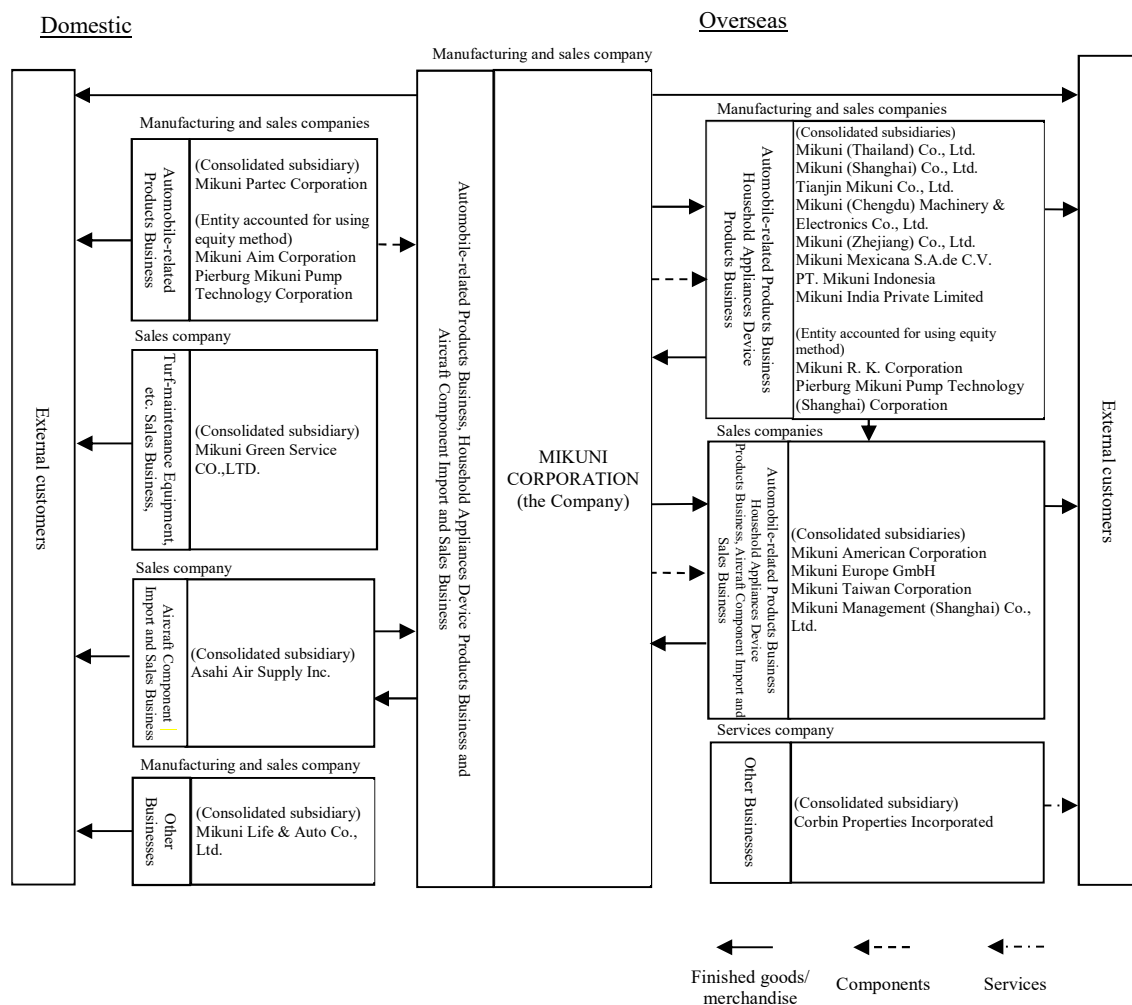 Domestic
Overseas
Manufacturing and sales company
External customers
Manufacturing and sales companies
Automobile-related
Products Business
(Consolidated subsidiary)
Mikuni Partec Corporation
(Entity accounted for using
equity method)
Mikuni Aim Corporation
Pierburg Mikuni Pump
Technology Corporation
Sales company
Turf-maintenance Equipment,
etc. Sales Business,
(Consolidated subsidiary)
Mikuni Green Service
CO.,LTD.
Sales company
Aircraft Component
Import and Sales Business
(Consolidated subsidiary)
Asahi Air Supply Inc.
Manufacturing and sales company
Other
Businesses
(Consolidated subsidiary)
Mikuni Life & Auto Co.,
Ltd.
Automobile-related Products Business, Household Appliances Device Products Business and
Aircraft Component Import and Sales Business
MIKUNI
CORPORATION
(the Company)
Manufacturing and sales companies
Automobile-related Products Business
Household Appliances Device
Products Business
(Consolidated subsidiaries)
Mikuni (Thailand) Co., Ltd.
Mikuni (Shanghai) Co., Ltd.
Tianjin Mikuni Co., Ltd.
Mikuni (Chengdu) Machinery &
Electronics Co., Ltd.
Mikuni (Zhejiang) Co., Ltd.
Mikuni Mexicana S.A.de C.V.
PT. Mikuni Indonesia
Mikuni India Private Limited
(Entity accounted for using equity
method)
Mikuni R. K. Corporation
Pierburg Mikuni Pump Technology
(Shanghai) Corporation
Sales companies
Automobile-related Products Business
Household Appliances Device
Products Business, Aircraft Component Import and
Sales Business
(Consolidated subsidiaries)
Mikuni American Corporation
Mikuni Europe GmbH
Mikuni Taiwan Corporation
Mikuni Management (Shanghai) Co.,
Ltd.
Services company
Other Businesses
(Consolidated subsidiary)
Corbin Properties Incorporated
External customers
Finished goods/
merchandise
Components
Services